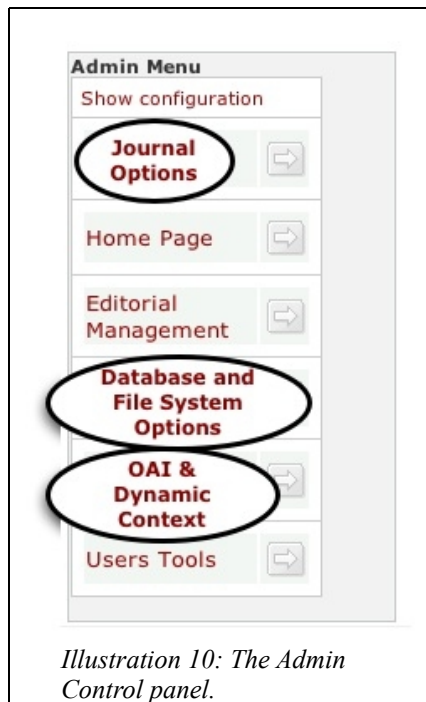 Admin Menu
Show configuration
Journal
Options
Home Page
Editorial
Management
Database and
File System
Options
OAI &
Dynamic
Context
Users Tools
Illustration 10: The Admin
Control panel.